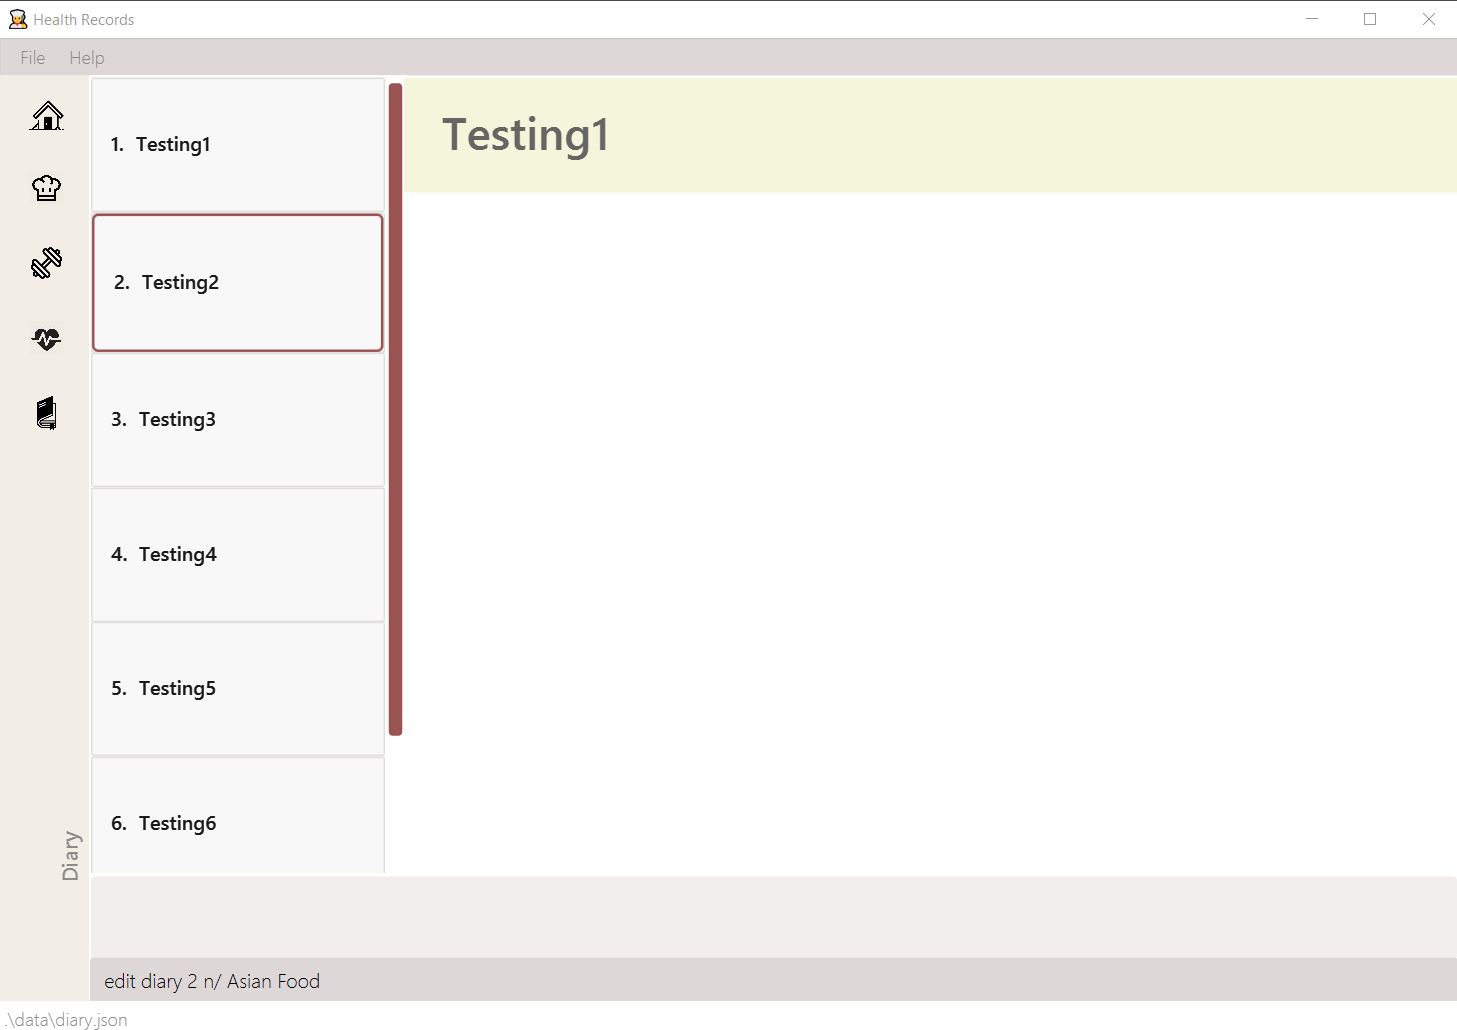 Health Records
File Help
1. Testing1
2. Testing2
3. Testing3
4. Testing4
5. Testing5
6. Testing6
Testing1
Diary
edit diary 2 n/ Asian Food
.\data\diary.json